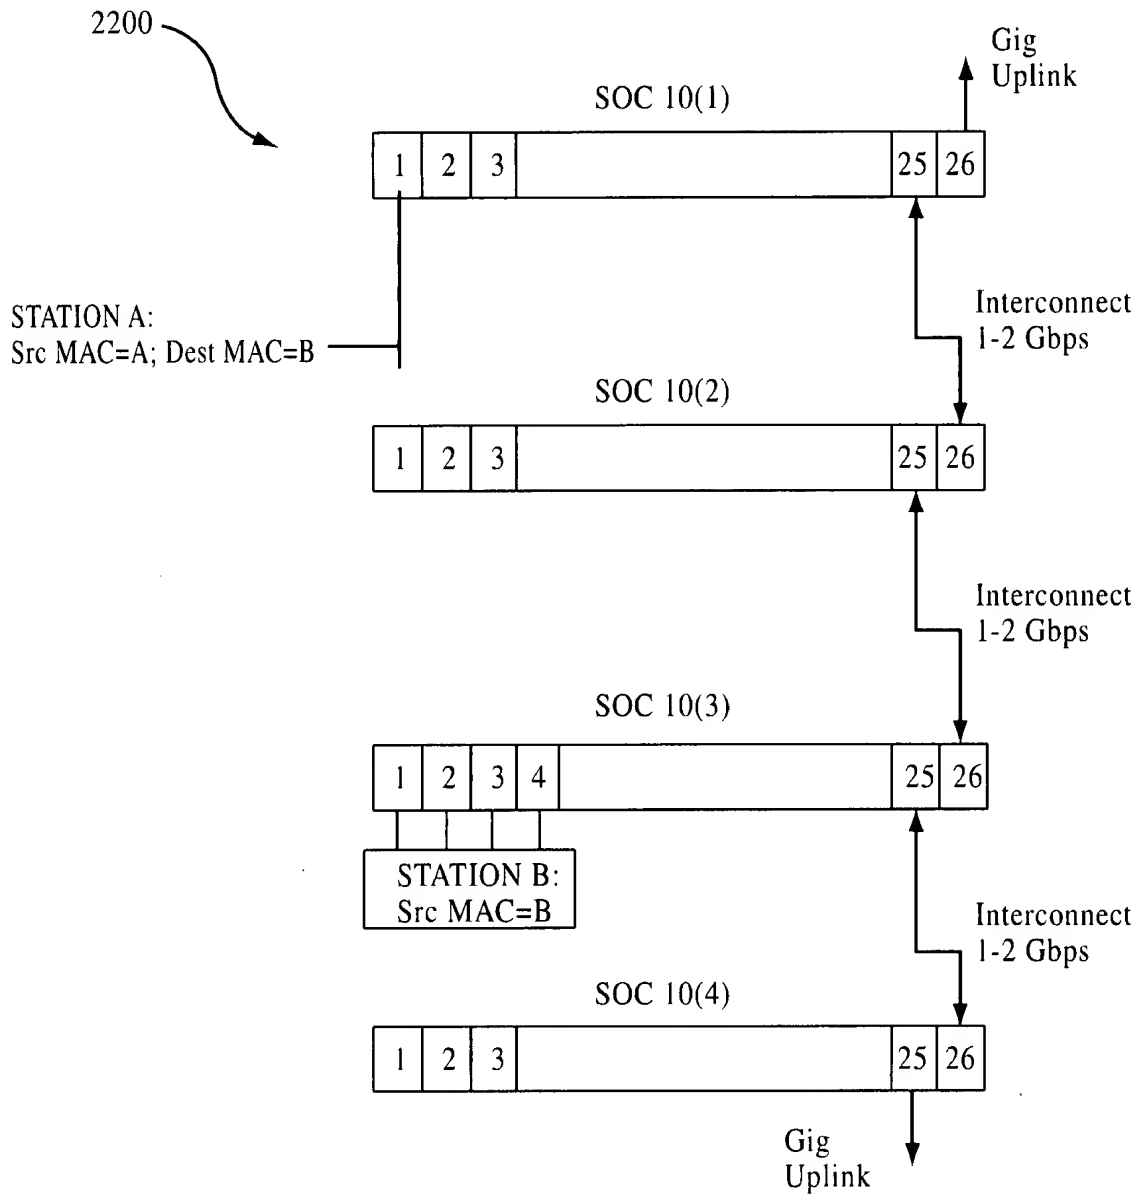 2200
Gig
Uplink
SOC 10(1)
1 2 3 25 26
Interconnect
1-2 Gbps
STATION A:
Src MAC=A; Dest MAC=B
SOC 10(2)
1 2 3 25 26
Interconnect
1-2 Gbps
SOC 10(3)
1 2 3 4 25 26
STATION B:
Src MAC=B
Interconnect
1-2 Gbps
SOC 10(4)
1 2 3 25 26
Gig
Uplink